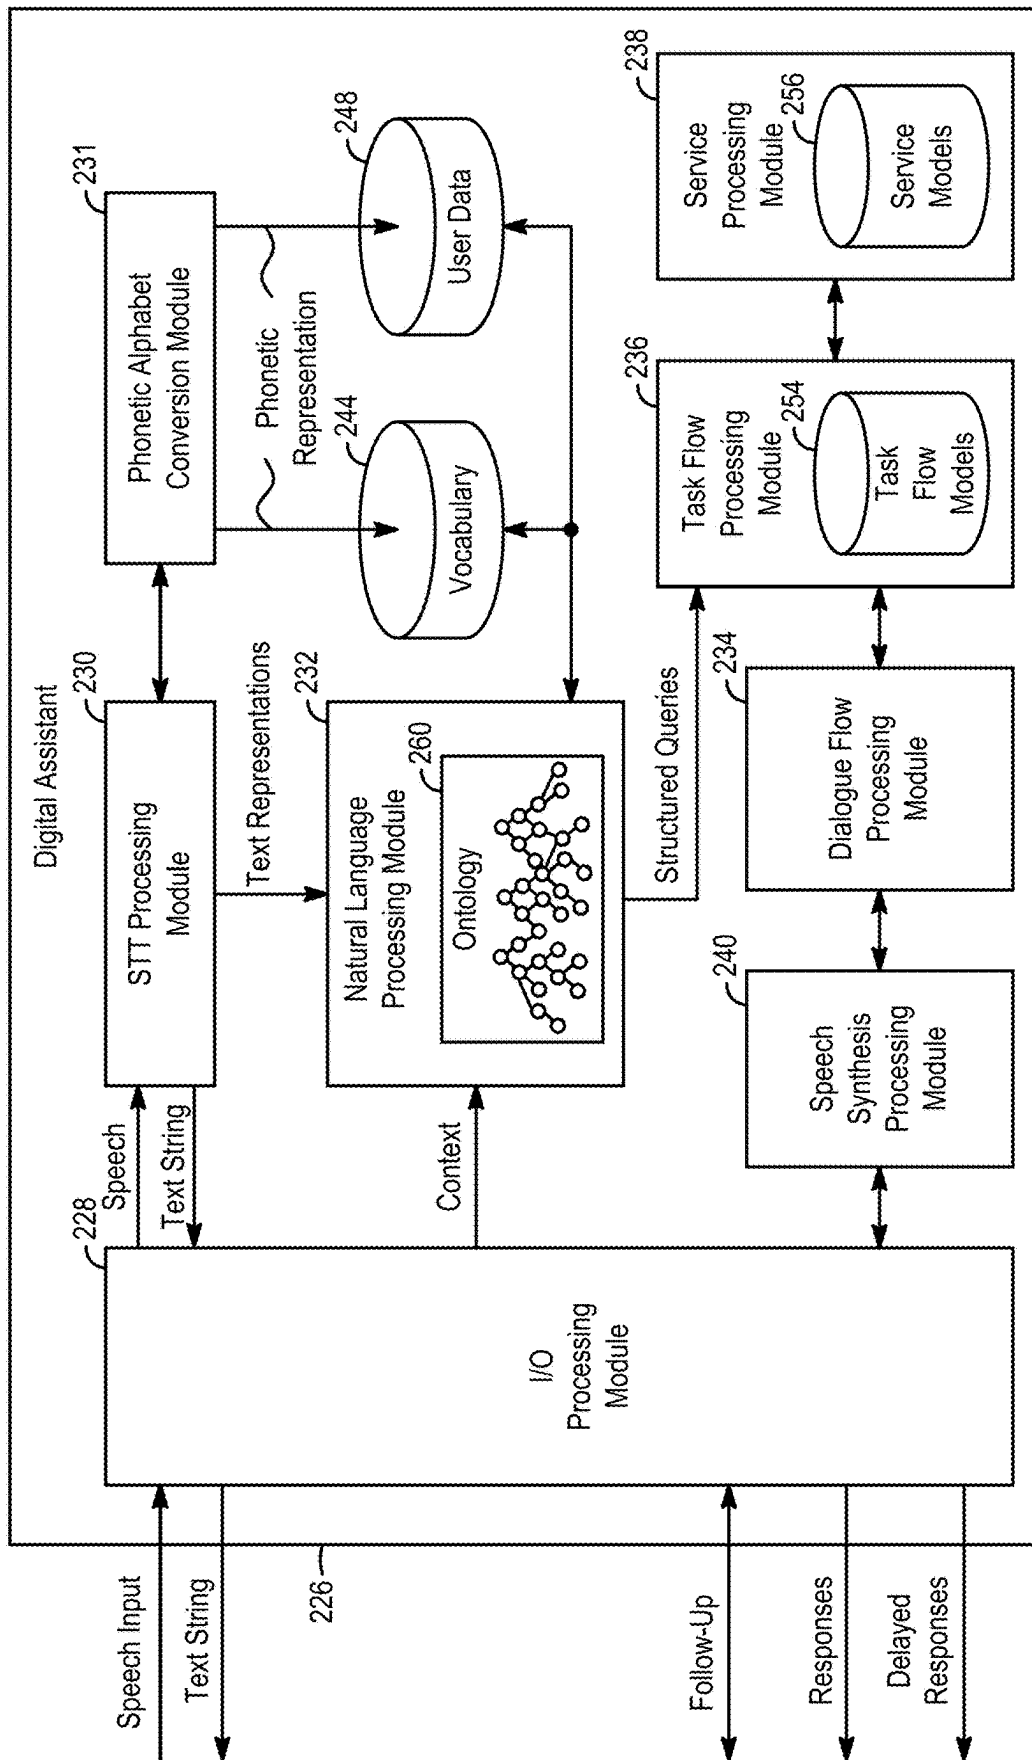 Digital Assistant
226
Speech Input
Text String
Follow-Up
Responses
Delayed
Responses
228
I/O
Processing
Module
Speech
Text String
Context
230
STT Processing
Module
Text Representations
231
Phonetic Alphabet
Conversion Module
Phonetic
Representation
244
Vocabulary
248
User Data
232
Natural Language
Processing Module
260
Ontology
Structured Queries
240
Speech
Synthesis
Processing
Module
234
Dialogue Flow
Processing
Module
236
Task Flow
Processing
Module
254
Task
Flow
Models
238
Service
Processing
Module
256
Service Models